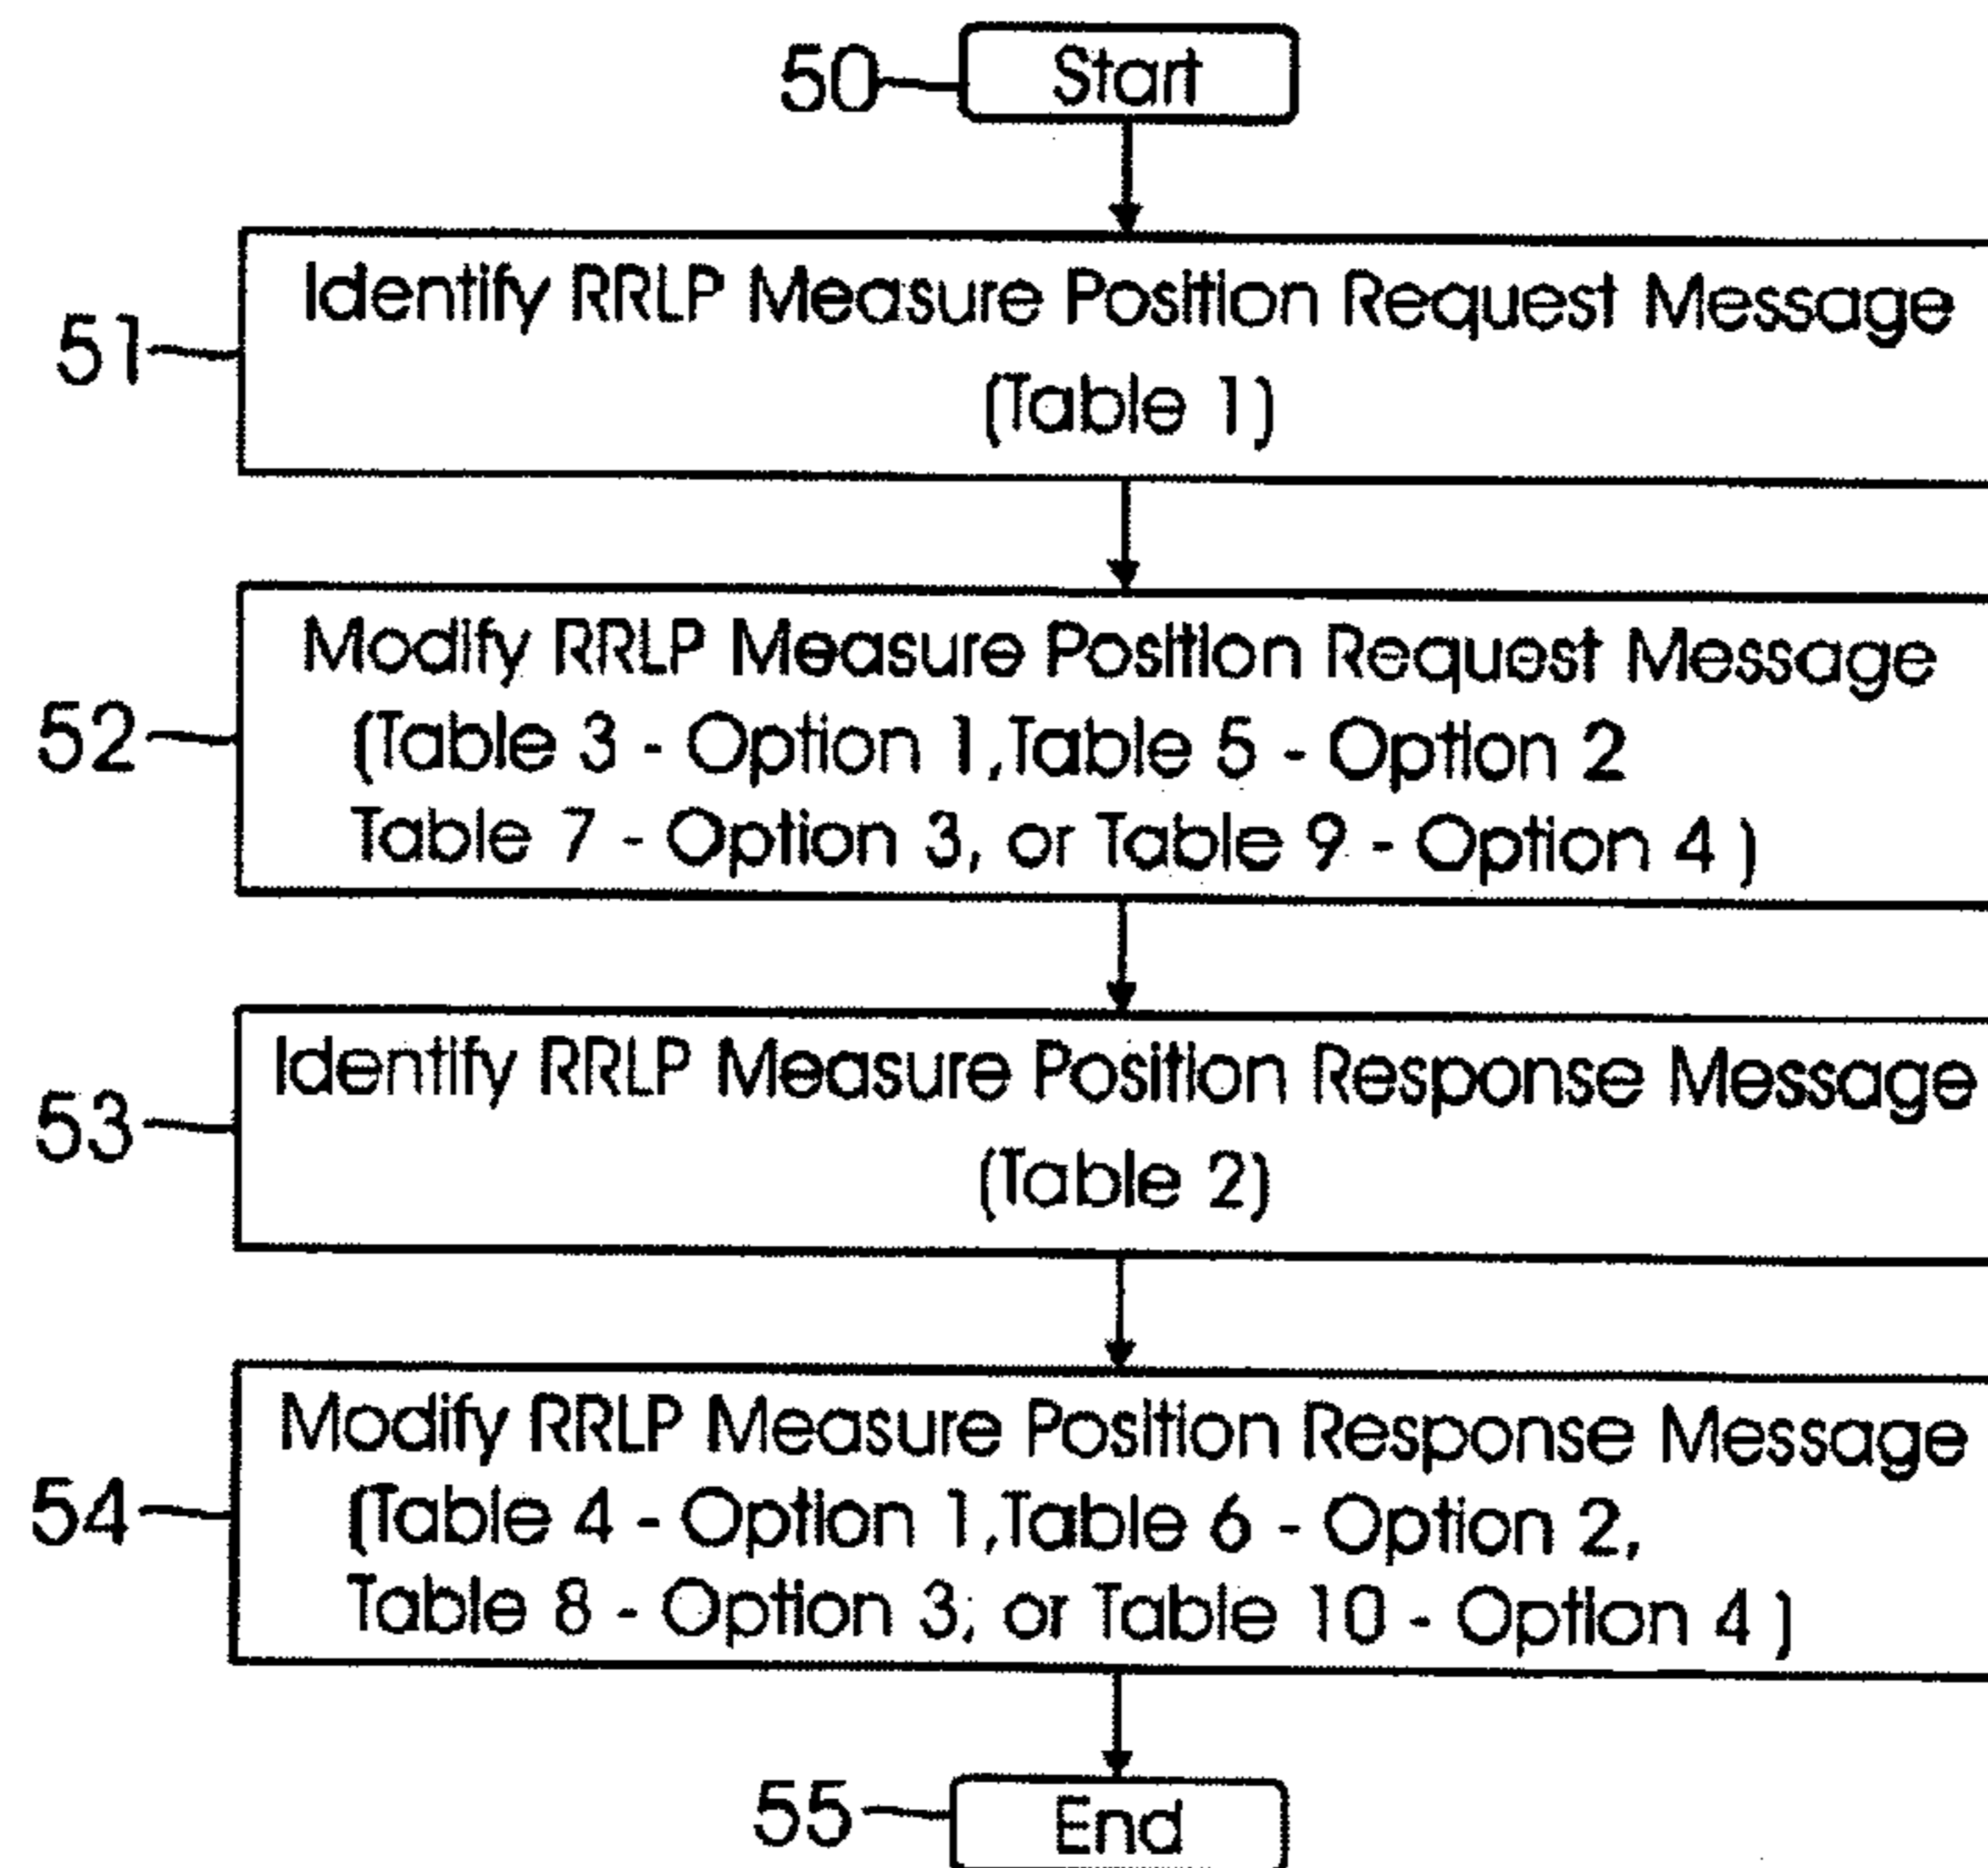 50 Start
Identify RRLP Measure Position Request Message
51
(Table 1)
Modify RRLP Measure Position Request Message
52 (Table 3 - Option 1,Table 5 - Option 2
Table 7 - Option 3, or Table 9 - Option 4 )
Identify RRLP Measure Position Response Message
53
(Table 2)
Modify RRLP Measure Position Response Message
54 (Table 4 - Option 1,Table 6 - Option 2,
Table 8 - Option 3, or Table 10 - Option 4 )
55 End